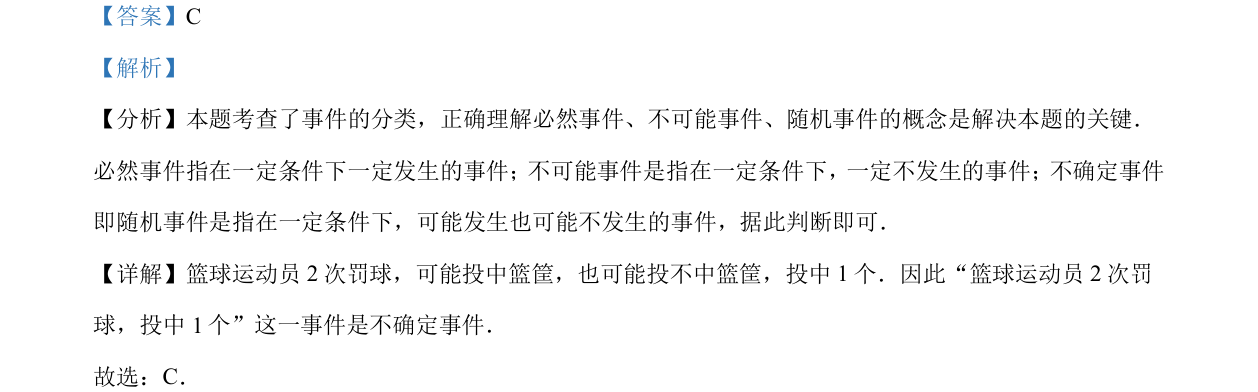 【答案】C
【解析】
【分析】本题考查了事件的分类，正确理解必然事件、不可能事件、随机事件的概念是解决本题的关键．
必然事件指在一定条件下一定发生的事件；不可能事件是指在一定条件下，一定不发生的事件；不确定事件
即随机事件是指在一定条件下，可能发生也可能不发生的事件，据此判断即可．
【详解】篮球运动员 2 次罚球，可能投中篮筐，也可能投不中篮筐，投中 1 个．因此“篮球运动员 2 次罚
球，投中 1 个”这一事件是不确定事件．
故选：C．